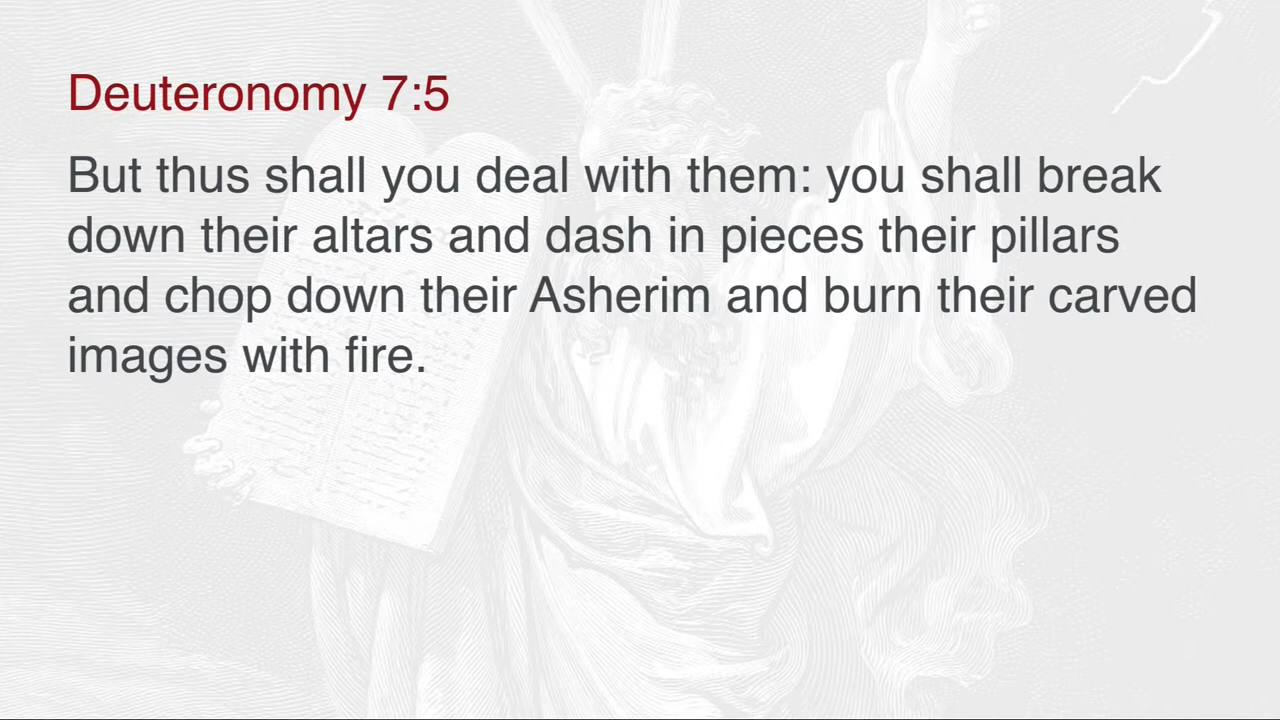 Deuteronomy 7:5
But thus shall you deal with them: you shall break
down their altars and dash in pieces their pillars
and chop down their Asherim and burn their carved
images with fire.